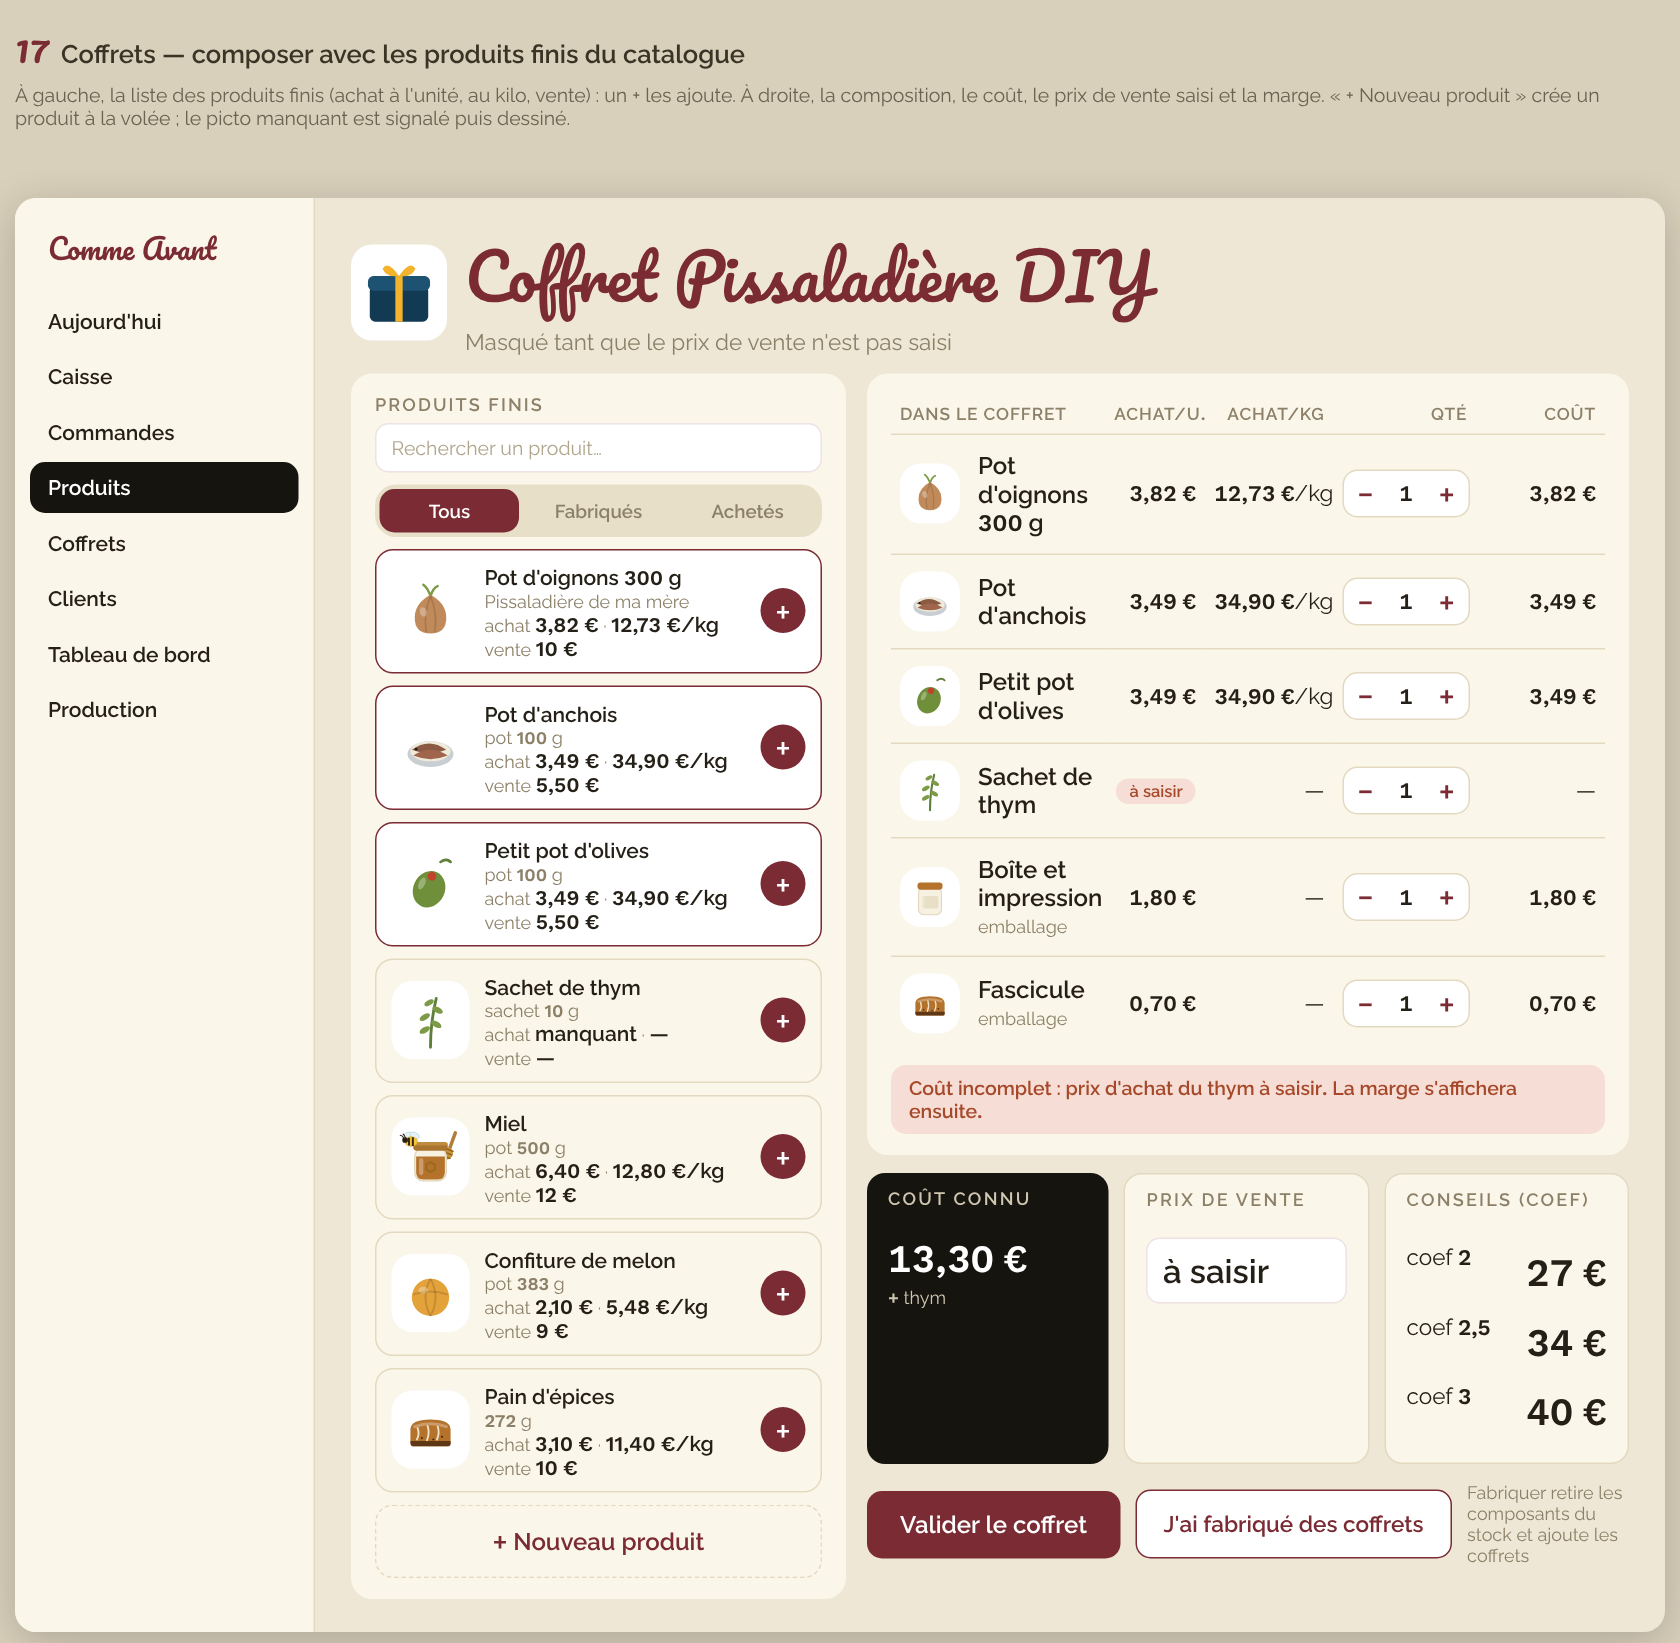 17 Coffrets — composer avec les produits finis du catalogue
À gauche, la liste des produits finis (achat à l'unité, au kilo, vente) : un + les ajoute. À droite, la composition, le coût, le prix de vente saisi et la marge. « + Nouveau produit » crée un
produit à la volée ; le picto manquant est signalé puis dessiné.
Comme Avant
Aujourd'hui
Caisse
Commandes
Produits
Coffrets
Clients
Tableau de bord
Production
Coffret Pissaladière DIY
Masqué tant que le prix de vente n'est pas saisi
PRODUITS FINIS
Rechercher un produit...
Tous Fabriqués Achetés
Pot d'oignons 300 g
Pissaladière de ma mère
achat 3,82 € · 12,73 €/kg
vente 10 €
+
Pot d'anchois
pot 100 g
achat 3,49 € · 34,90 €/kg
vente 5,50 €
+
Petit pot d'olives
pot 100 g
achat 3,49 € · 34,90 €/kg
vente 5,50 €
+
Sachet de thym
sachet 10 g
achat manquant · —
vente —
+
Miel
pot 500 g
achat 6,40 € · 12,80 €/kg
vente 12 €
+
Confiture de melon
pot 383 g
achat 2,10 € · 5,48 €/kg
vente 9 €
+
Pain d'épices
272 g
achat 3,10 € · 11,40 €/kg
vente 10 €
+
+ Nouveau produit
DANS LE COFFRET ACHAT/U. ACHAT/KG QTÉ COÛT
Pot
d'oignons
300 g
3,82 € 12,73 €/kg − 1 + 3,82 €
Pot
d'anchois
3,49 € 34,90 €/kg − 1 + 3,49 €
Petit pot
d'olives
3,49 € 34,90 €/kg − 1 + 3,49 €
Sachet de
thym
à saisir — − 1 + —
Boîte et
impression
emballage
1,80 € — − 1 + 1,80 €
Fascicule
emballage
0,70 € — − 1 + 0,70 €
Coût incomplet : prix d'achat du thym à saisir. La marge s'affichera
ensuite.
COÛT CONNU
13,30 €
+ thym
PRIX DE VENTE
à saisir
CONSEILS (COEF)
coef 2 27 €
coef 2,5 34 €
coef 3 40 €
Valider le coffret
J'ai fabriqué des coffrets
Fabriquer retire les
composants du
stock et ajoute les
coffrets